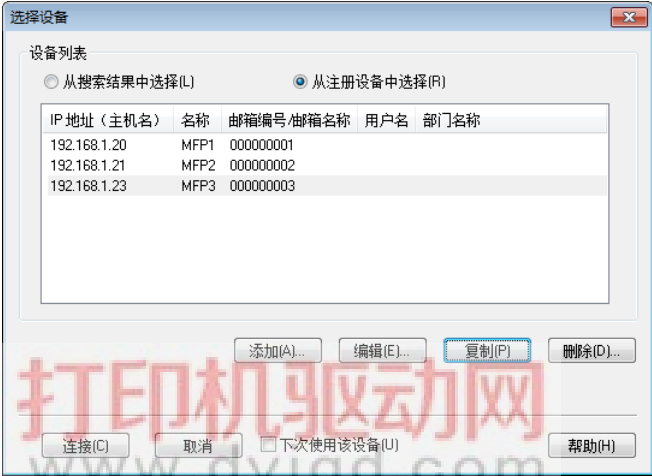 选择设备
设备列表
从搜索结果中选择(L) 从注册设备中选择(R)
IP 地址（主机名） 名称 邮箱编号/邮箱名称 用户名 部门名称
192.168.1.20 MFP1 000000001
192.168.1.21 MFP2 000000002
192.168.1.23 MFP3 000000003
添加(A)... 编辑(E)... 复制(P) 删除(D)...
打印机驱动网
连接(C) 取消 下次使用该设备(U) 帮助(H)